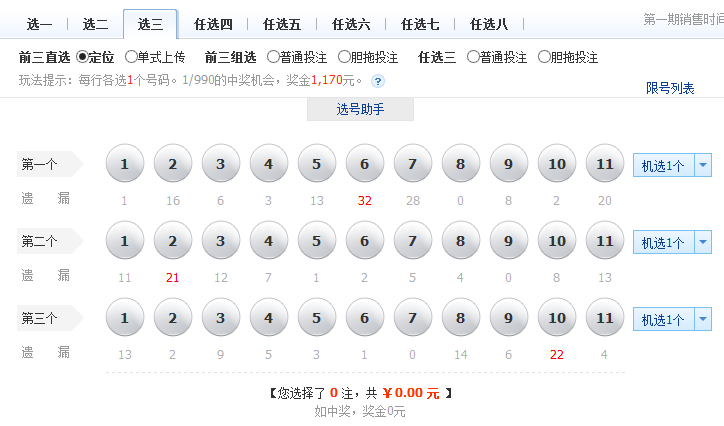 选一 选二 选三 任选四 任选五 任选六 任选七 任选八 第一期销售时间
前三直选 定位 单式上传 前三组选 普通投注 胆拖投注 任选三 普通投注 胆拖投注
玩法提示：每行各选1个号码。1/990的中奖机会，奖金1,170元。 ?
限号列表
选号助手
第一个 1 2 3 4 5 6 7 8 9 10 11 机选1个
遗 漏 1 16 6 3 13 32 28 0 8 2 20
第二个 1 2 3 4 5 6 7 8 9 10 11 机选1个
遗 漏 11 21 12 7 1 2 5 4 0 8 13
第三个 1 2 3 4 5 6 7 8 9 10 11 机选1个
遗 漏 13 2 9 5 3 1 0 14 6 22 4
【您选择了 0 注，共 ￥0.00 元 】
如中奖，奖金0元